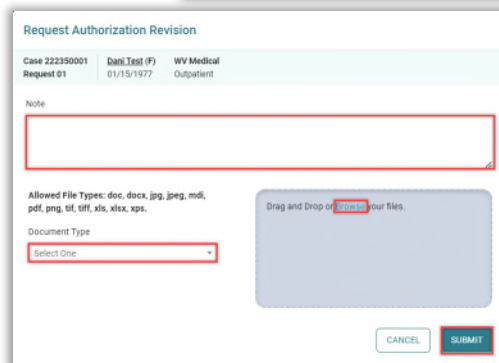 Request Authorization Revision
Case 222350001 Dani Test (F) WV Medical
Request 01 01/15/1977 Outpatient
Note
Allowed File Types: doc, docx, jpg, jpeg, mdi,
pdf, png, tif, tiff, xls, xlsx, xps.
Drag and Drop or Browse your files.
Document Type
Select One
CANCEL SUBMIT